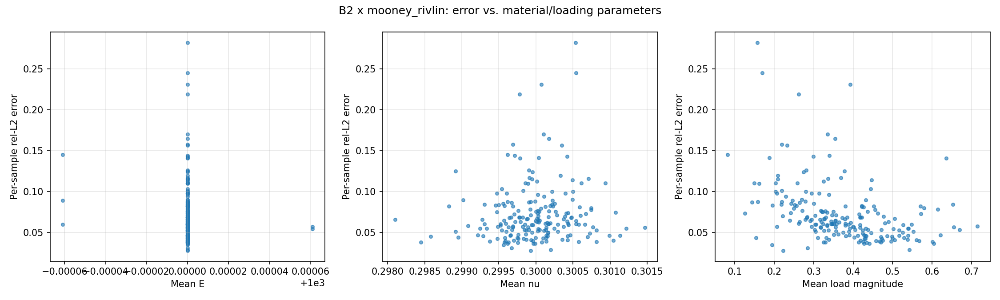 B2 x mooney_rivlin: error vs. material/loading parameters
Per-sample rel-L2 error
0.25
0.20
0.15
0.10
0.05
−0.00006 −0.00004 −0.00002 0.00000 0.00002 0.00004 0.00006
+1e3
Mean E
Per-sample rel-L2 error
0.25
0.20
0.15
0.10
0.05
0.2980 0.2985 0.2990 0.2995 0.3000 0.3005 0.3010 0.3015
Mean nu
Per-sample rel-L2 error
0.25
0.20
0.15
0.10
0.05
0.1 0.2 0.3 0.4 0.5 0.6 0.7
Mean load magnitude